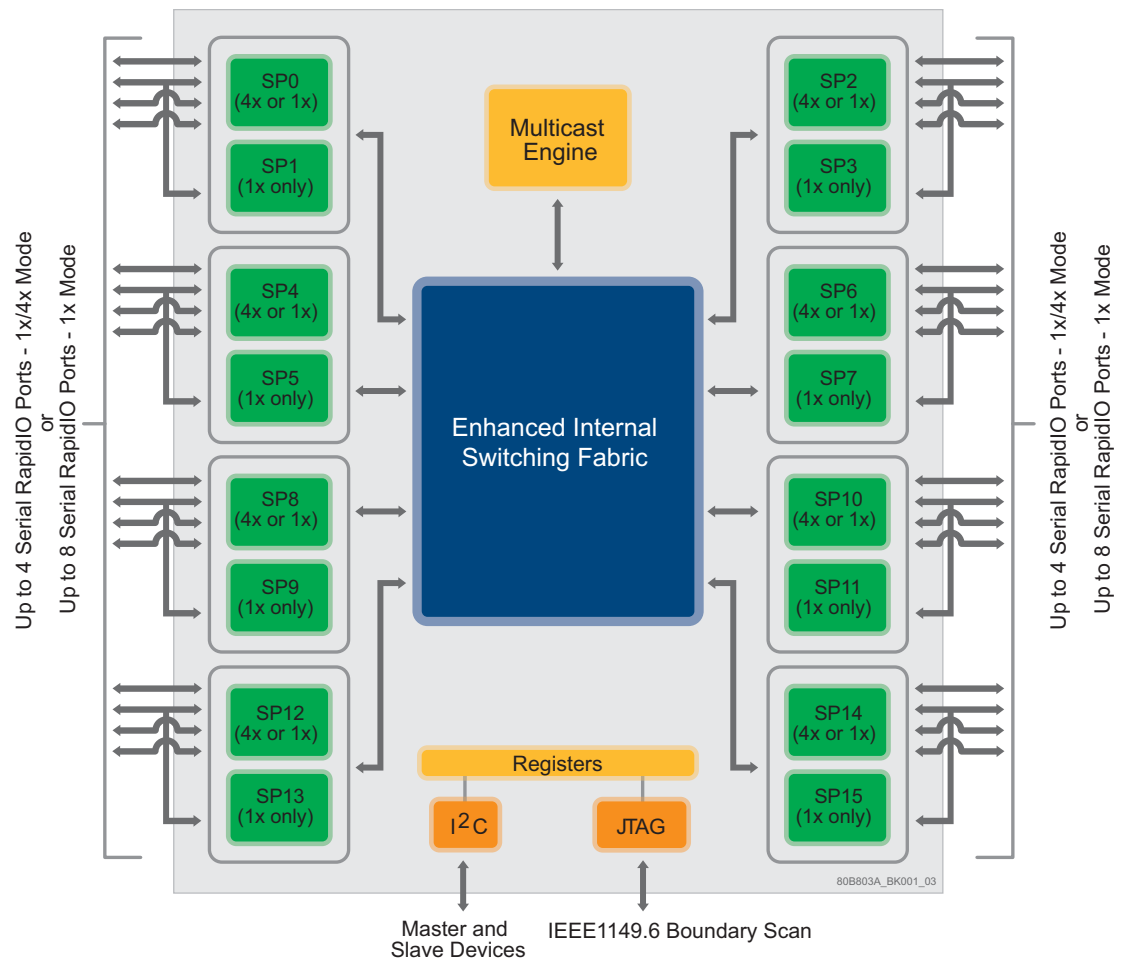 SP0
(4x or 1x)
SP1
(1x only)
SP4
(4x or 1x)
SP5
(1x only)
SP8
(4x or 1x)
SP9
(1x only)
SP12
(4x or 1x)
SP13
(1x only)
Up to 4 Serial RapidIO Ports - 1x/4x Mode
or
Up to 8 Serial RapidIO Ports - 1x Mode
Multicast
Engine
Enhanced Internal
Switching Fabric
Registers
I2C
JTAG
Master and
Slave Devices
IEEE1149.6 Boundary Scan
SP2
(4x or 1x)
SP3
(1x only)
SP6
(4x or 1x)
SP7
(1x only)
SP10
(4x or 1x)
SP11
(1x only)
SP14
(4x or 1x)
SP15
(1x only)
Up to 4 Serial RapidIO Ports - 1x/4x Mode
or
Up to 8 Serial RapidIO Ports - 1x Mode
80B803A_BK001_03